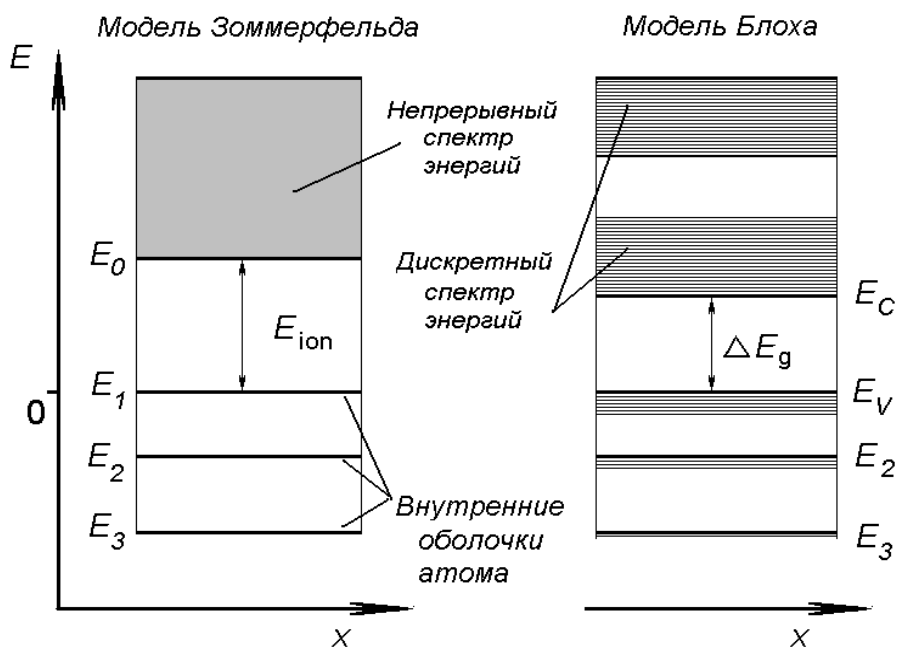 Модель Зоммерфельда
Модель Блоха
E
Непрерывный
спектр
энергий
E0
Дискретный
спектр
энергий
EC
Eion
△Eg
0
E1
EV
E2
E2
Внутренние
оболочки
атома
E3
E3
X
X